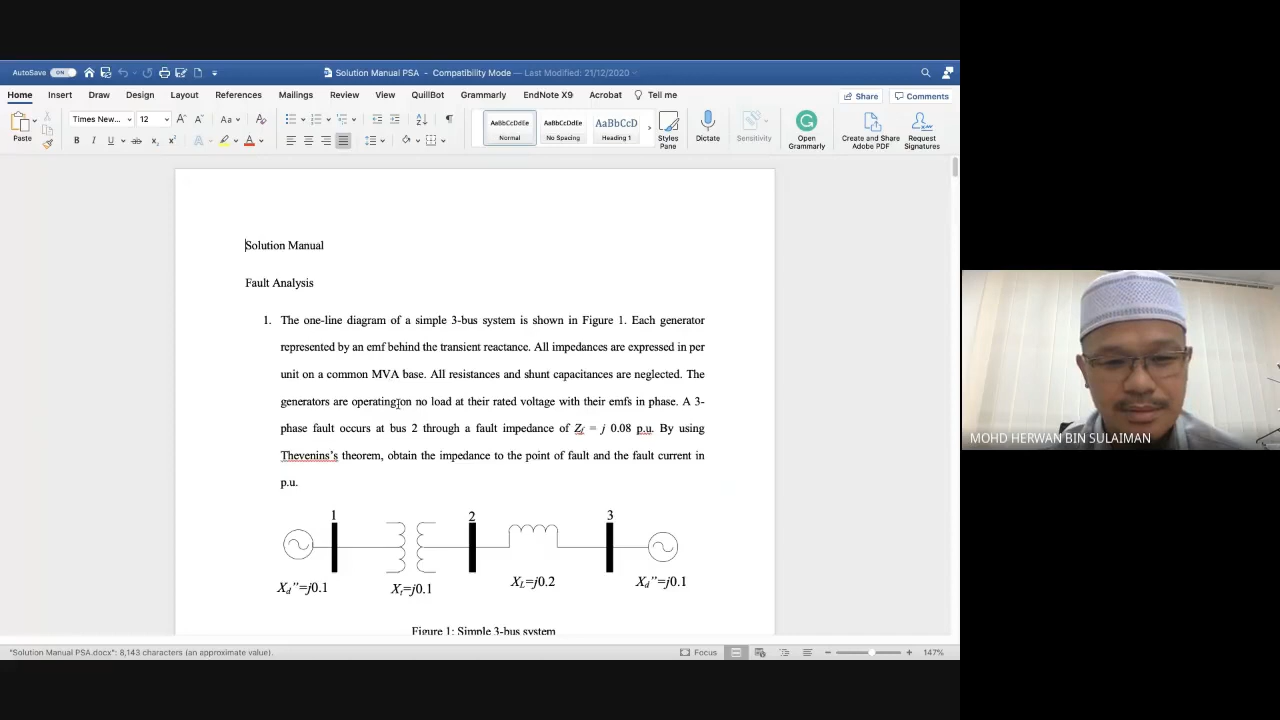 AutoSave ON
Solution Manual PSA - Compatibility Mode — Last Modified: 21/12/2020
Home Insert Draw Design Layout References Mailings Review View QuillBot Grammarly EndNote X9 Acrobat Tell me
Share Comments
Paste
Times New... 12
AaBbCcDdEe
Normal
AaBbCcDdEe
No Spacing
AaBbCcD
Heading 1
Styles
Pane
Dictate
Sensitivity
Open
Grammarly
Create and Share
Adobe PDF
Request
Signatures
Solution Manual
Fault Analysis
1. The one-line diagram of a simple 3-bus system is shown in Figure 1. Each generator
represented by an emf behind the transient reactance. All impedances are expressed in per
unit on a common MVA base. All resistances and shunt capacitances are neglected. The
generators are operating on no load at their rated voltage with their emfs in phase. A 3-
phase fault occurs at bus 2 through a fault impedance of Zf = j 0.08 p.u. By using
Thevenins's theorem, obtain the impedance to the point of fault and the fault current in
p.u.
1 2 3
Xd"=j0.1 Xt=j0.1 XL=j0.2 Xd"=j0.1
Figure 1: Simple 3-bus system
"Solution Manual PSA.docx": 8,143 characters (an approximate value).
Focus
147%
MOHD HERWAN BIN SULAIMAN